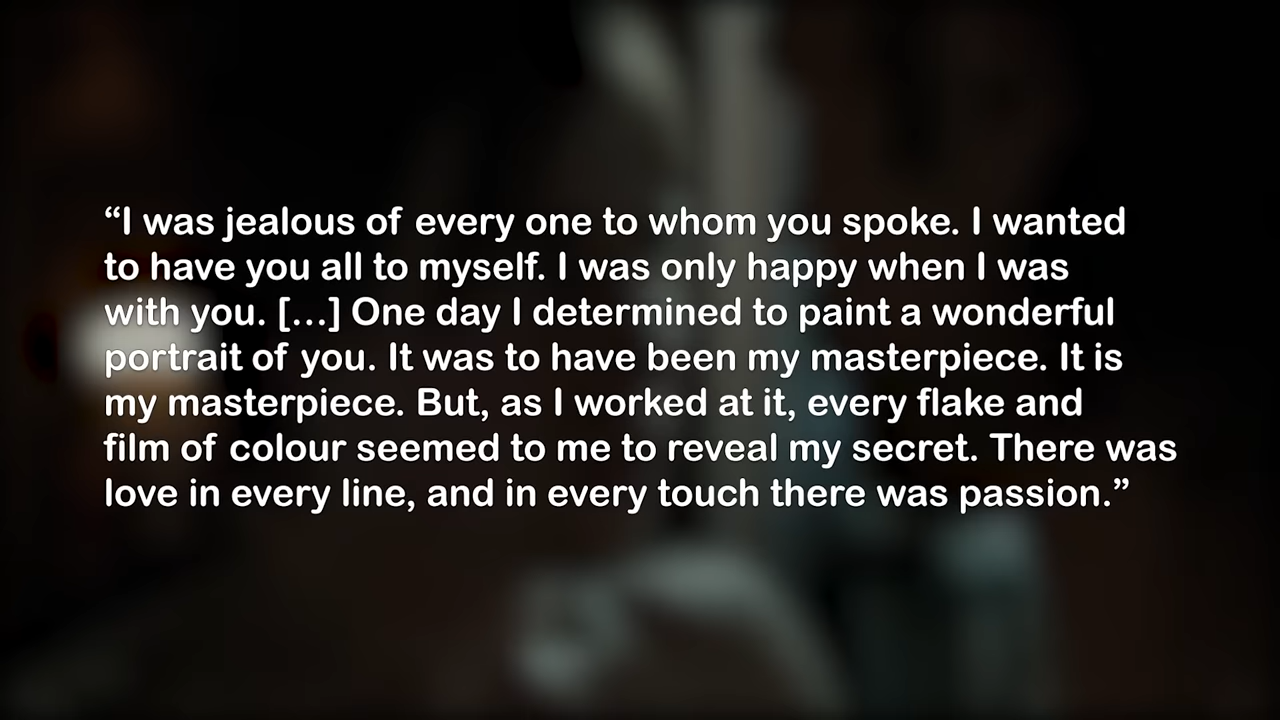 “I was jealous of every one to whom you spoke. I wanted
to have you all to myself. I was only happy when I was
with you. […] One day I determined to paint a wonderful
portrait of you. It was to have been my masterpiece. It is
my masterpiece. But, as I worked at it, every flake and
film of colour seemed to me to reveal my secret. There was
love in every line, and in every touch there was passion.”